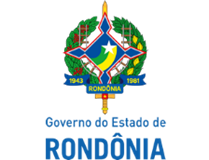 RONDÔNIA
1943 1981
Governo do Estado de
RONDÔNIA